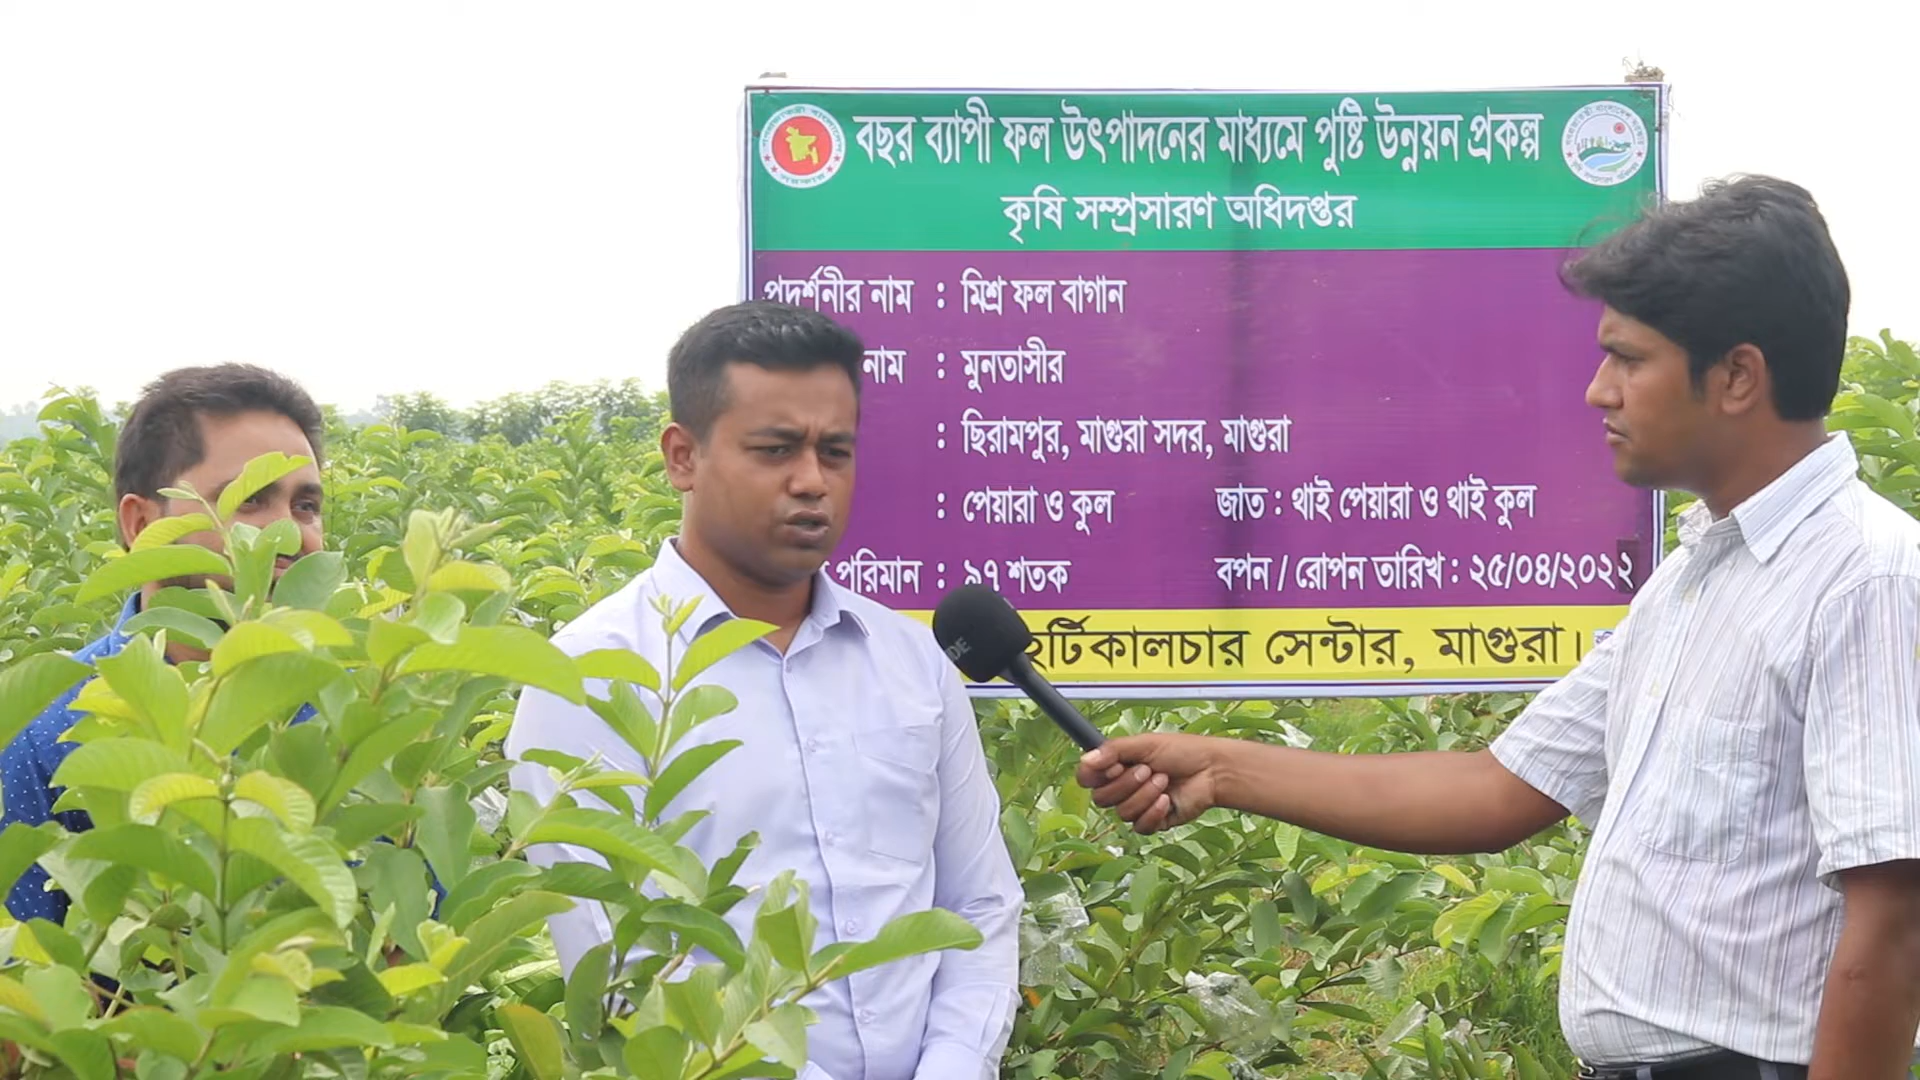 বছর ব্যাপী ফল উৎপাদনের মাধ্যমে পুষ্টি উন্নয়ন প্রকল্প
কৃষি সম্প্রসারণ অধিদপ্তর
প্রদর্শনীর নাম : মিশ্র ফল বাগান
নাম : মুনতাসীর
: ছিরামপুর, মাগুরা সদর, মাগুরা
: পেয়ারা ও কুল জাত : থাই পেয়ারা ও থাই কুল
পরিমান : ৯৭ শতক বপন / রোপন তারিখ : ২৫/০৪/২০২২
হর্টিকালচার সেন্টার, মাগুরা।